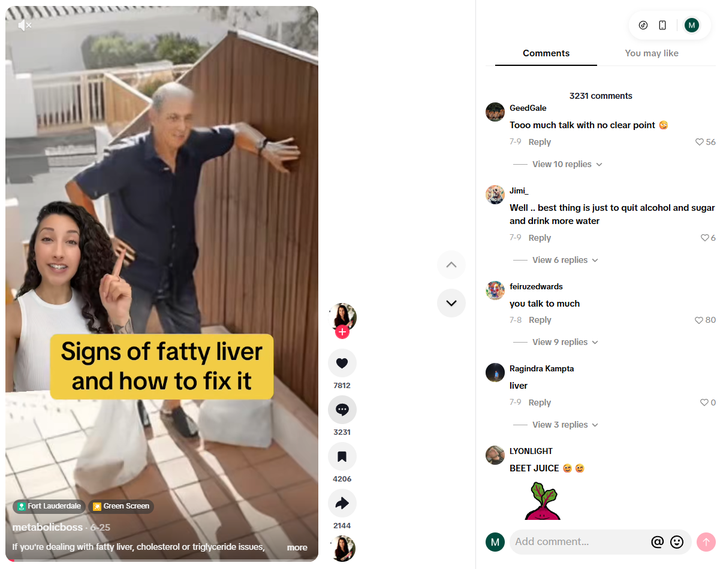 Signs of fatty liver
and how to fix it
Fort Lauderdale
Green Screen
metabolicboss · 6-25
If you're dealing with fatty liver, cholesterol or triglyceride issues,
more
7812
3231
4206
2144
M
Comments
You may like
3231 comments
GeedGale
Tooo much talk with no clear point 🤪
7-9 Reply 56
View 10 replies
Jimi_
Well .. best thing is just to quit alcohol and sugar
and drink more water
7-9 Reply 6
View 6 replies
feiruzedwards
you talk to much
7-8 Reply 80
View 9 replies
Ragindra Kampta
liver
7-9 Reply 0
View 3 replies
LYONLIGHT
BEET JUICE 🥰 🥰
M
Add comment...
@